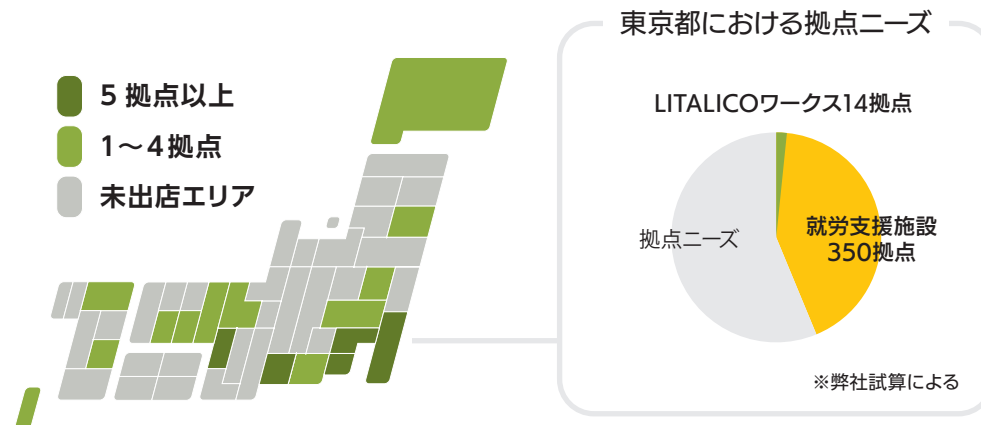 5 拠点以上
1〜4拠点
未出店エリア
東京都における拠点ニーズ
LITALICOワークス14拠点
拠点ニーズ
就労支援施設
350拠点
※弊社試算による